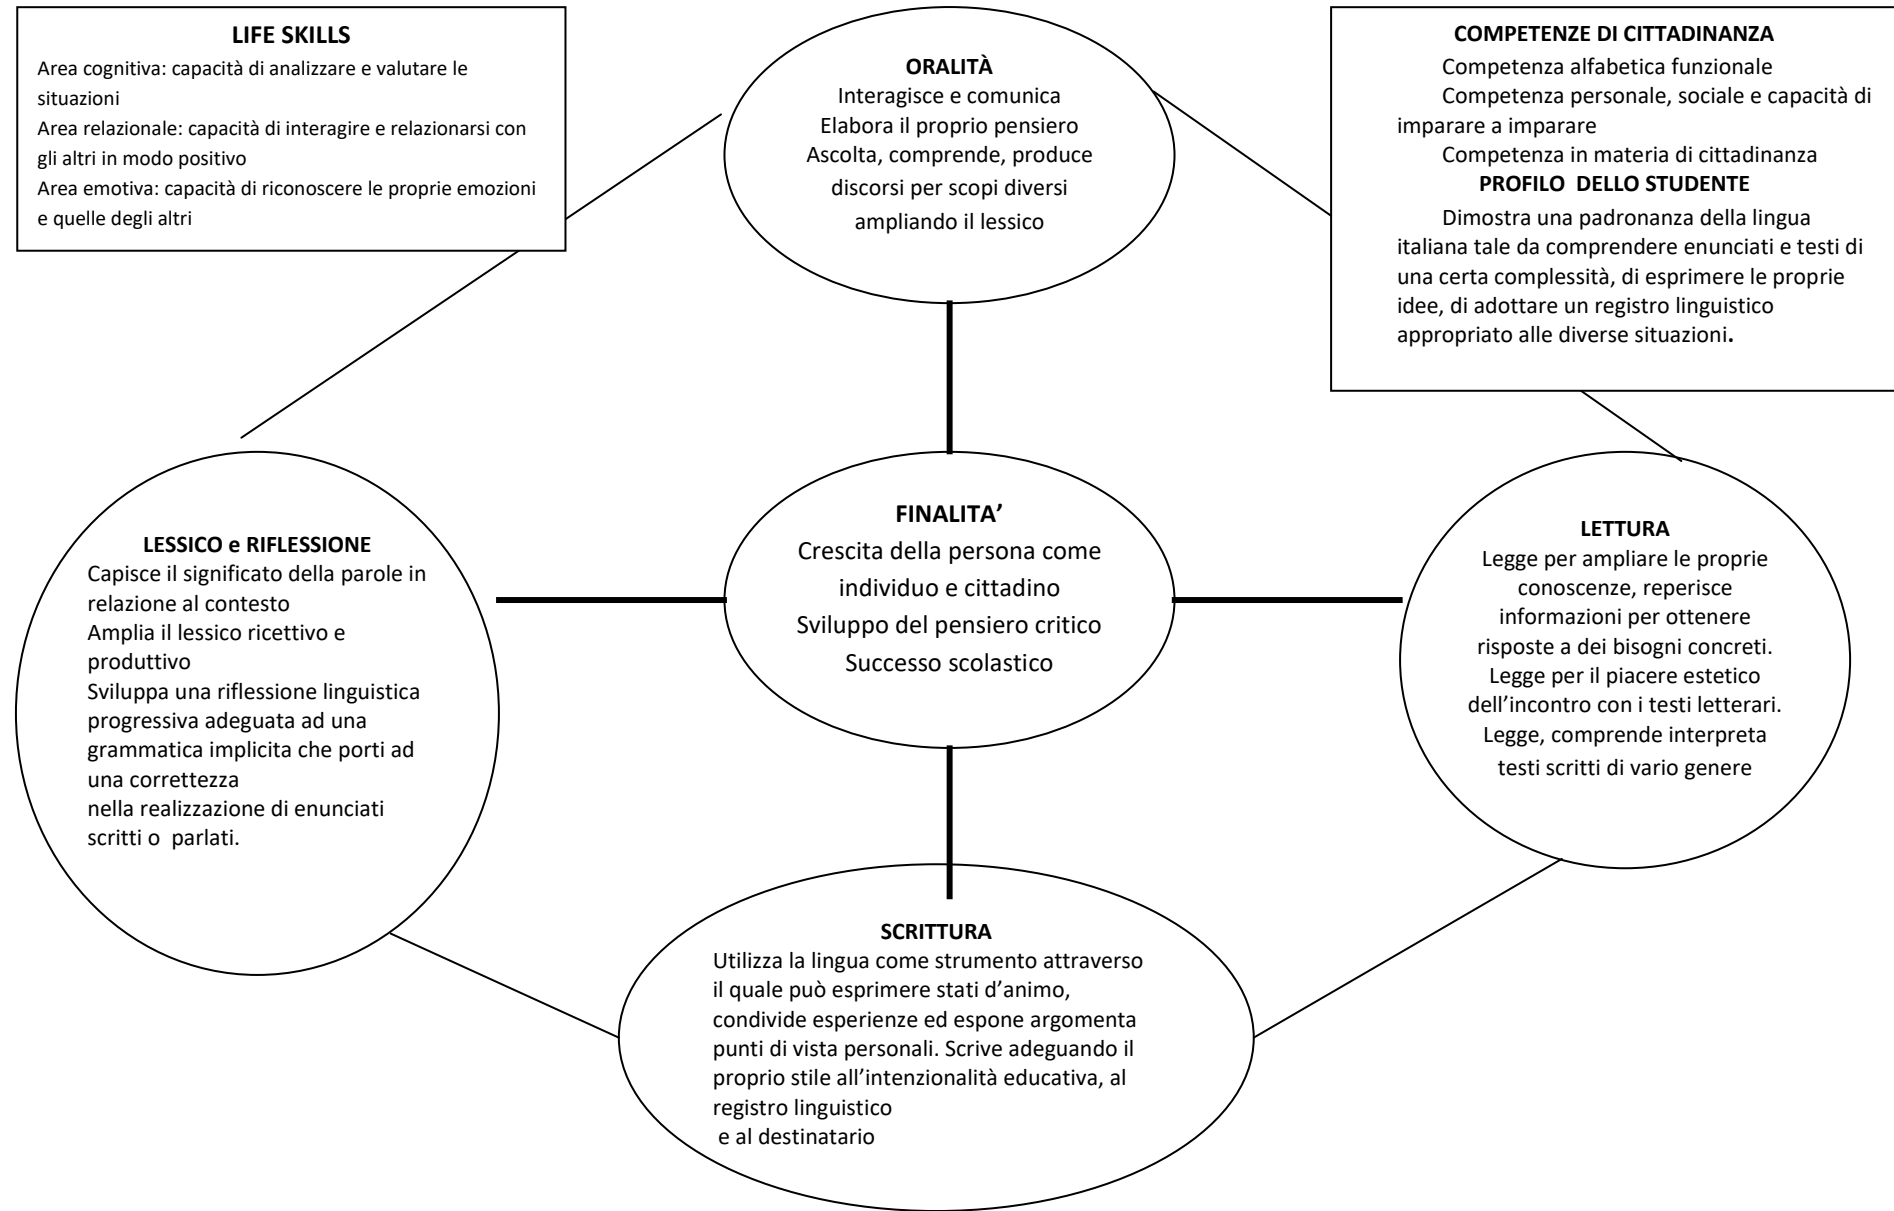 LIFE SKILLS
Area cognitiva: capacità di analizzare e valutare le
situazioni
Area relazionale: capacità di interagire e relazionarsi con
gli altri in modo positivo
Area emotiva: capacità di riconoscere le proprie emozioni
e quelle degli altri
ORALITÀ
Interagisce e comunica
Elabora il proprio pensiero
Ascolta, comprende, produce
discorsi per scopi diversi
ampliando il lessico
COMPETENZE DI CITTADINANZA
Competenza alfabetica funzionale
Competenza personale, sociale e capacità di
imparare a imparare
Competenza in materia di cittadinanza
PROFILO  DELLO STUDENTE
Dimostra una padronanza della lingua
italiana tale da comprendere enunciati e testi di
una certa complessità, di esprimere le proprie
idee, di adottare un registro linguistico
appropriato alle diverse situazioni.
LESSICO e RIFLESSIONE
Capisce il significato della parole in
relazione al contesto
Amplia il lessico ricettivo e
produttivo
Sviluppa una riflessione linguistica
progressiva adeguata ad una
grammatica implicita che porti ad
una correttezza
nella realizzazione di enunciati
scritti o  parlati.
FINALITA’
Crescita della persona come
individuo e cittadino
Sviluppo del pensiero critico
Successo scolastico
LETTURA
Legge per ampliare le proprie
conoscenze, reperisce
informazioni per ottenere
risposte a dei bisogni concreti.
Legge per il piacere estetico
dell’incontro con i testi letterari.
Legge, comprende interpreta
testi scritti di vario genere
SCRITTURA
Utilizza la lingua come strumento attraverso
il quale può esprimere stati d’animo,
condivide esperienze ed espone argomenta
punti di vista personali. Scrive adeguando il
proprio stile all’intenzionalità educativa, al
registro linguistico
e al destinatario